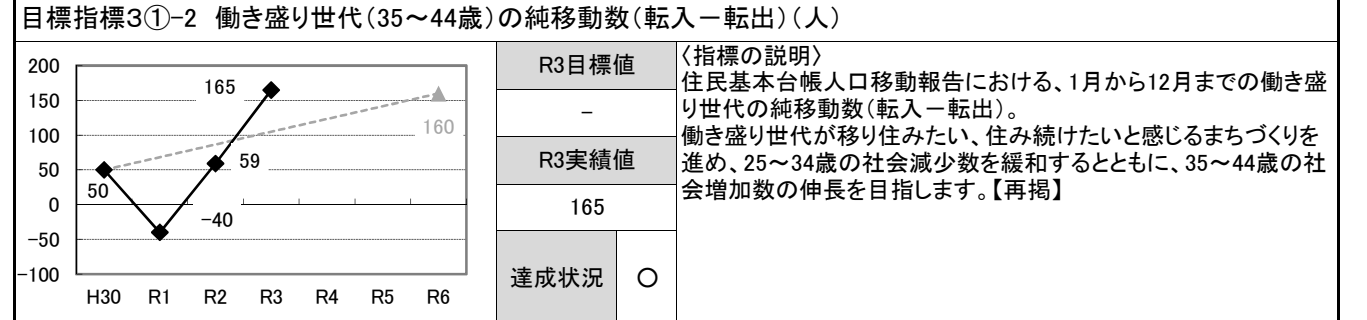 目標指標3①-2 働き盛り世代（35～44歳）の純移動数（転入－転出）（人）
200
150
100
50
0
-50
-100
165
160
50
59
-40
H30 R1 R2 R3 R4 R5 R6
R3目標値
-
R3実績値
165
達成状況 〇
〈指標の説明〉
住民基本台帳人口移動報告における、1月から12月までの働き盛
り世代の純移動数（転入－転出）。
働き盛り世代が移り住みたい、住み続けたいと感じるまちづくりを
進め、25～34歳の社会減少数を緩和するとともに、35～44歳の社
会増加数の伸長を目指します。【再掲】